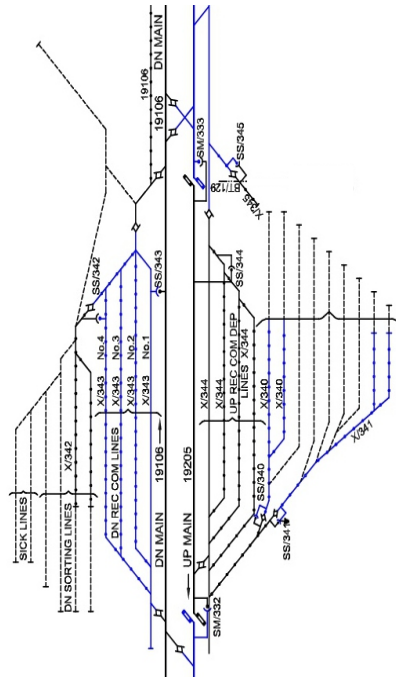 DN MAIN
19106
19106
SM/333
SS/345
BT/129
X/345
SS/342
SS/343
SS/344
No.4
No.3
No.2
No.1
X/343
X/343
X/343
X/343
X/342
SICK LINES
DN SORTING LINES
DN REC COM LINES
DN MAIN
19106
UP MAIN
19205
X/344
X/344
UP REC COM DEP
LINES X/344
X/340
X/340
X/341
SS/340
SS/341
SM/332